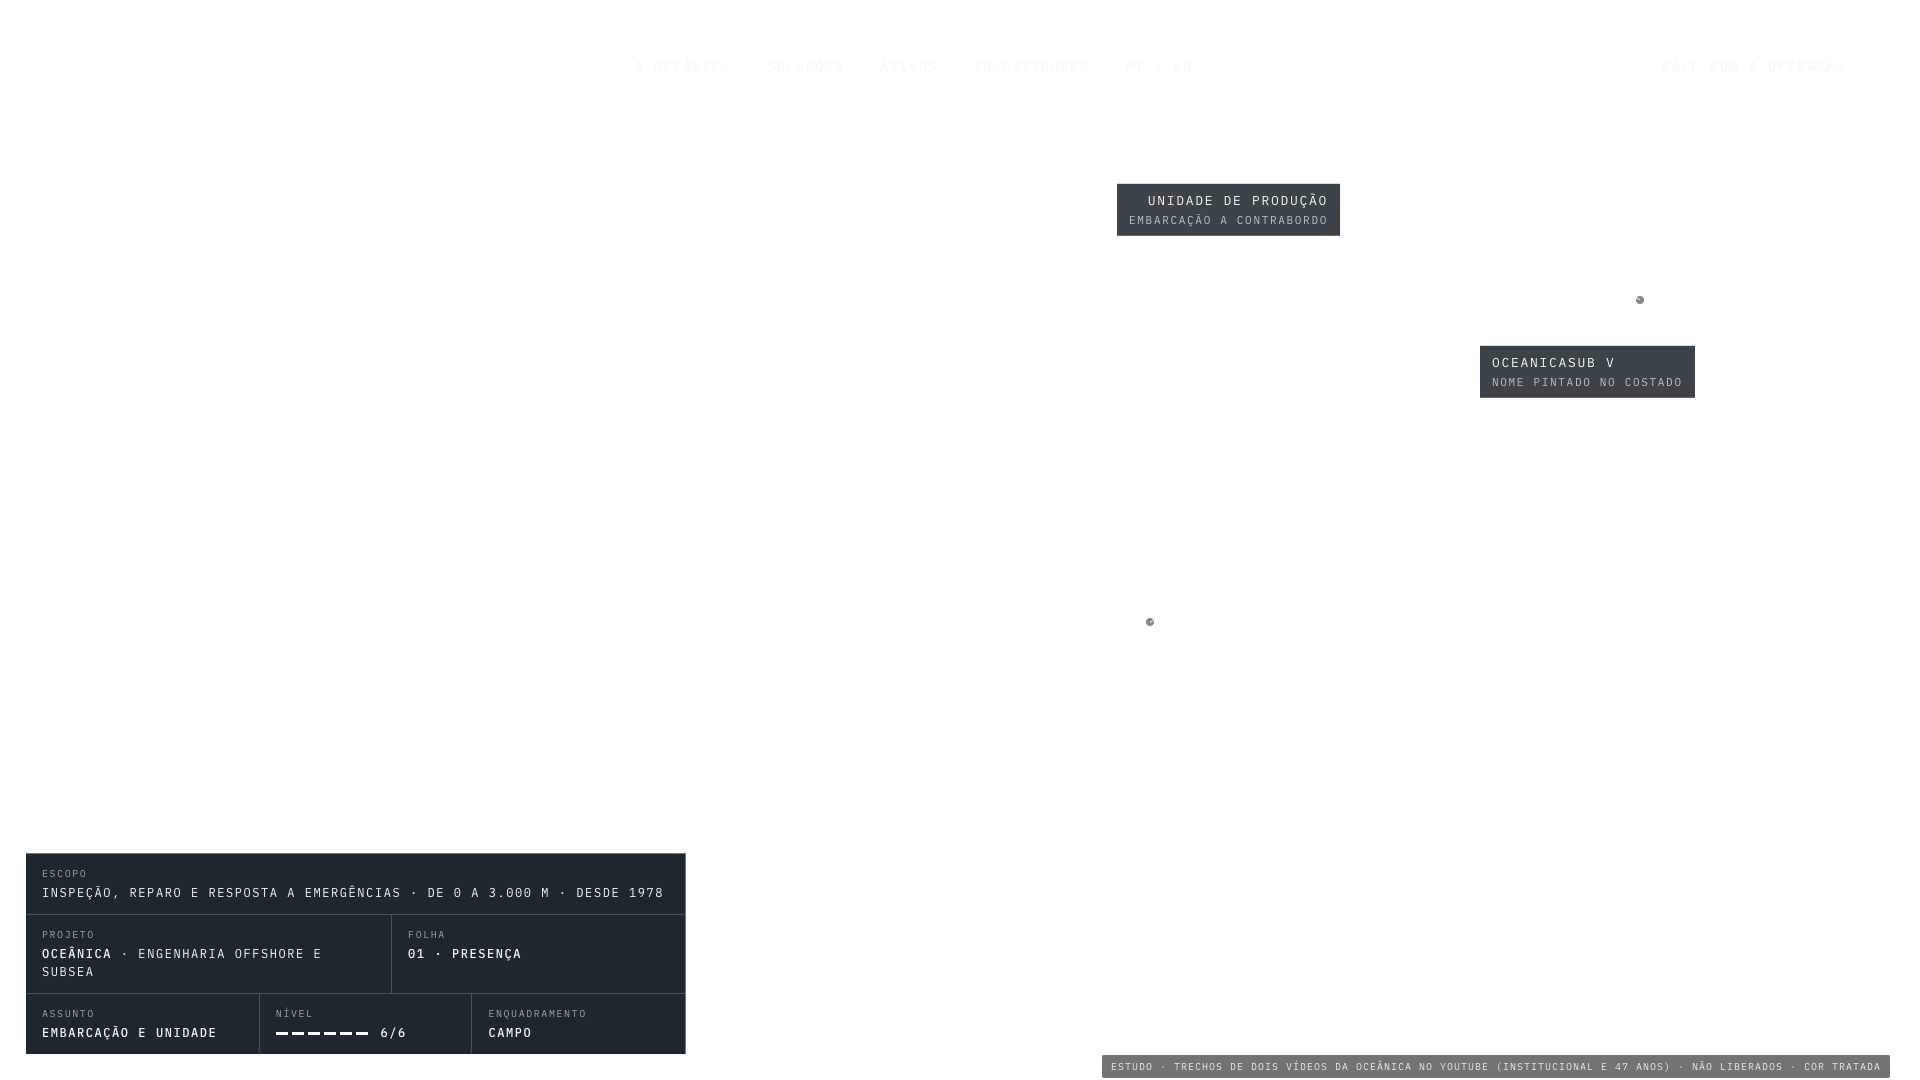 A OCEÂNICA SOLUÇÕES ATIVOS INVESTIDORES PT / EN FALE COM A OPERAÇÃO
UNIDADE DE PRODUÇÃO
EMBARCAÇÃO A CONTRABORDO
OCEANICASUB V
NOME PINTADO NO COSTADO
ESCOPO
INSPEÇÃO, REPARO E RESPOSTA A EMERGÊNCIAS · DE 0 A 3.000 M · DESDE 1978
PROJETO
OCEÂNICA · ENGENHARIA OFFSHORE E
SUBSEA
FOLHA
01 · PRESENÇA
ASSUNTO
EMBARCAÇÃO E UNIDADE
NÍVEL
6/6
ENQUADRAMENTO
CAMPO
ESTUDO · TRECHOS DE DOIS VÍDEOS DA OCEÂNICA NO YOUTUBE (INSTITUCIONAL E 47 ANOS) · NÃO LIBERADOS · COR TRATADA